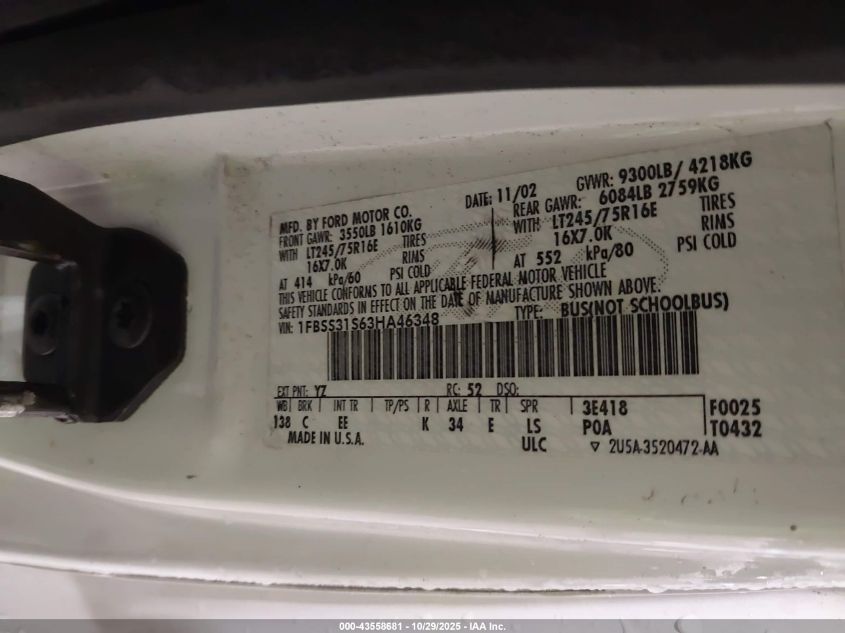 MFD. BY FORD MOTOR CO.
DATE: 11/02
GVWR: 9300LB/ 4218KG
FRONT GAWR: 3550LB 1610KG
REAR GAWR: 6084LB 2759KG
WITH LT245/75R16E TIRES
WITH LT245/75R16E TIRES
16X7.0K RIMS
16X7.0K RIMS
AT 414 kPa/60 PSI COLD
AT 552 kPa/80 PSI COLD
THIS VEHICLE CONFORMS TO ALL APPLICABLE FEDERAL MOTOR VEHICLE
SAFETY STANDARDS IN EFFECT ON THE DATE OF MANUFACTURE SHOWN ABOVE.
VIN: 1FBSS31S63HA46348
TYPE: BUS(NOT SCHOOLBUS)
EXT PNT: YZ RC: 52 DSO:
WB BRK INT TR TP/PS R AXLE TR SPR 3E418 F0025
138 C EE K 34 E LS P0A T0432
MADE IN U.S.A. ULC ▽ 2U5A-3520472-AA
000-43558681 | 10/29/2025 | IAA Inc.